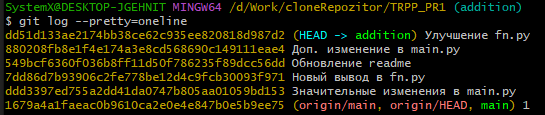 SystemX@DESKTOP-JGEHNIT MINGW64 /d/Work/cloneRepozitor/TRPP_PR1 (addition)
$ git log --pretty=oneline
dd51d133ae2174bb38ce62c935ee820818d987d2 (HEAD -> addition) Улучшение fn.py
880208fb8e1f4e174a3e8cd568690c149111eae4 Доп. изменение в main.py
549bcf6360f036b8ff11d50f786235f89dcc56dd Обновление readme
7dd86d7b93906c2fe778be12d4c9fcb30093f971 Новый вывод в fn.py
ddd3397ed755a2dd41da0747b805aa01059bd153 Значительные изменения в main.py
1679a4a1faeac0b9610ca2e0e4e847b0e5b9ee75 (origin/main, origin/HEAD, main) 1